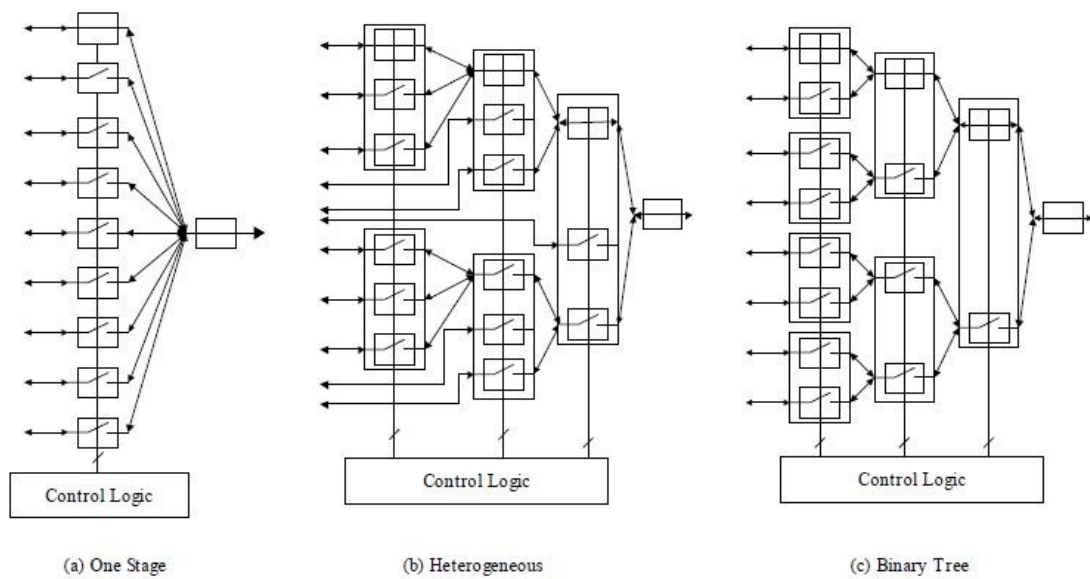 Control Logic
Control Logic
Control Logic
(a) One Stage
(b) Heterogeneous
(c) Binary Tree